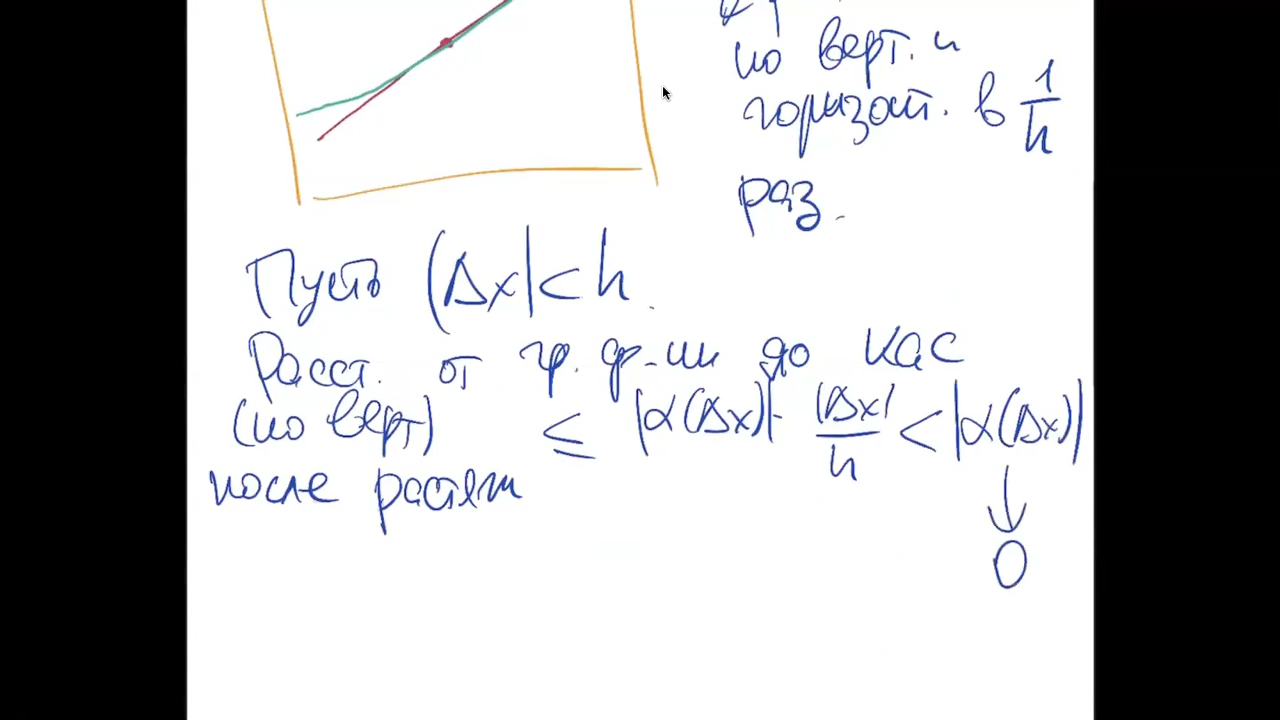 по верт. и
горизонт. в 1/h
раз.
Пусть |Δx|<h.
Расст. от гр. ф-ии до кас
(по верт) ≤ |α(Δx)|· |Δx|/h < |α(Δx)|
после растяж ↓
0